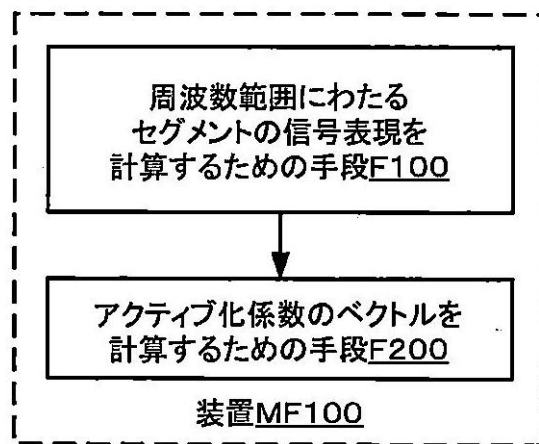 周波数範囲にわたる
セグメントの信号表現を
計算するための手段F100
アクティブ化係数のベクトルを
計算するための手段F200
装置MF100